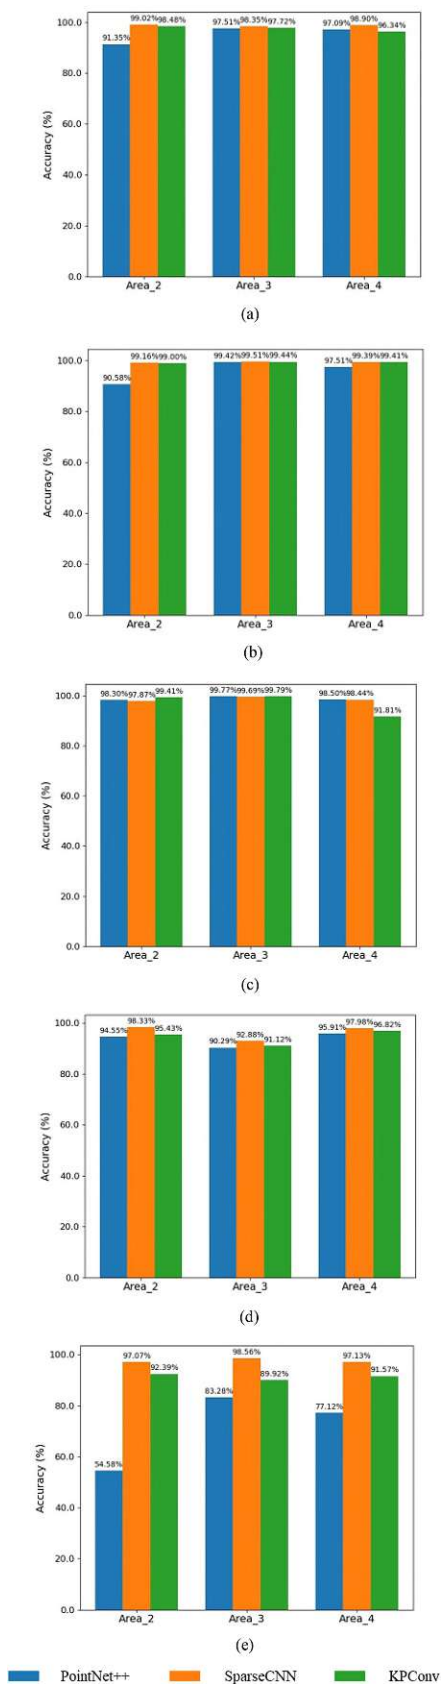 99.02% 98.48%
100.0
91.35%
97.51% 98.35% 97.72%
97.09% 98.90% 96.34%
80.0
60.0
40.0
20.0
0.0
Accuracy (%)
Area_2 Area_3 Area_4
(a)
99.16% 99.00%
100.0
90.58%
99.42% 99.51% 99.44%
97.51% 99.39% 99.41%
80.0
60.0
40.0
20.0
0.0
Accuracy (%)
Area_2 Area_3 Area_4
(b)
100.0
98.30% 97.87% 99.41%
99.77% 99.69% 99.79%
98.50% 98.44% 91.81%
80.0
60.0
40.0
20.0
0.0
Accuracy (%)
Area_2 Area_3 Area_4
(c)
100.0
94.55% 98.33% 95.43%
90.29% 92.88% 91.12%
95.91% 97.98% 96.82%
80.0
60.0
40.0
20.0
0.0
Accuracy (%)
Area_2 Area_3 Area_4
(d)
100.0
54.58% 97.07% 92.39%
83.28% 98.56% 89.92%
77.12% 97.13% 91.57%
80.0
60.0
40.0
20.0
0.0
Accuracy (%)
Area_2 Area_3 Area_4
(e)
PointNet++ SparseCNN KPConv